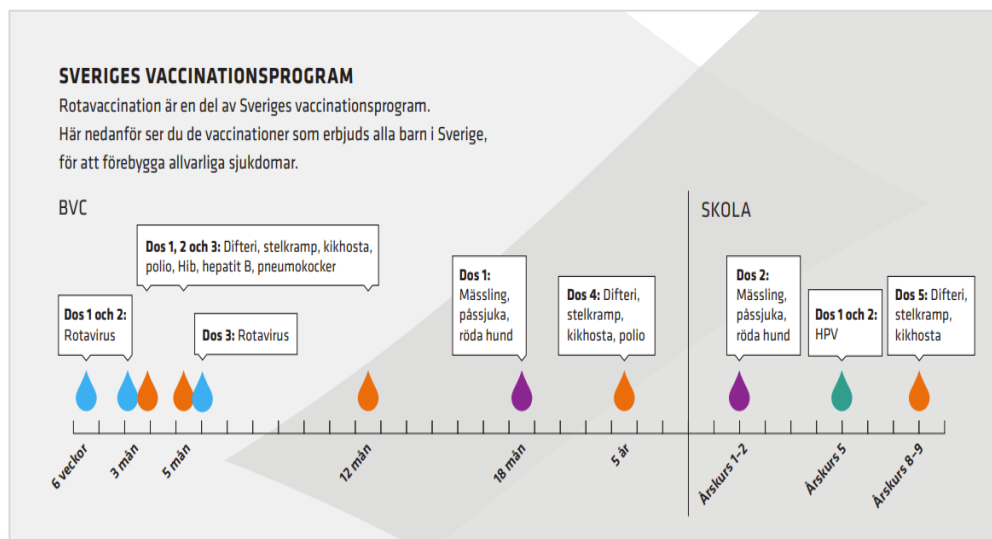 SVERIGES VACCINATIONSPROGRAM
Rotavaccination är en del av Sveriges vaccinationsprogram.
Här nedanför ser du de vaccinationer som erbjuds alla barn i Sverige,
för att förebygga allvarliga sjukdomar.
BVC
SKOLA
Dos 1 och 2:
Rotavirus
Dos 1, 2 och 3: Difteri, stelkramp, kikhosta,
polio, Hib, hepatit B, pneumokocker
Dos 3: Rotavirus
Dos 1:
Mässling,
påssjuka,
röda hund
Dos 4: Difteri,
stelkramp,
kikhosta, polio
Dos 2:
Mässling,
påssjuka,
röda hund
Dos 1 och 2:
HPV
Dos 5: Difteri,
stelkramp,
kikhosta
6 veckor
3 mån
5 mån
12 mån
18 mån
5 år
Årskurs 1–2
Årskurs 5
Årskurs 8–9